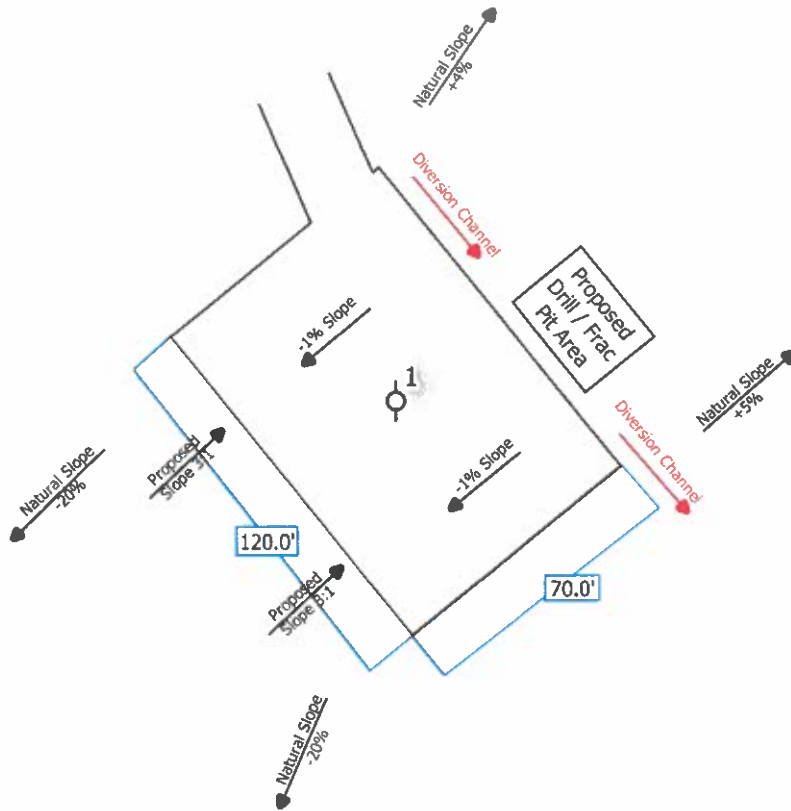 Natural Slope
+4%
Diversion Channel
Proposed
Drill / Frac
Pit Area
-1% Slope
1
Natural Slope
+5%
Diversion Channel
Proposed
Slope 3:1
Natural Slope
-20%
-1% Slope
120.0'
70.0'
Proposed
Slope 3:1
Natural Slope
-20%